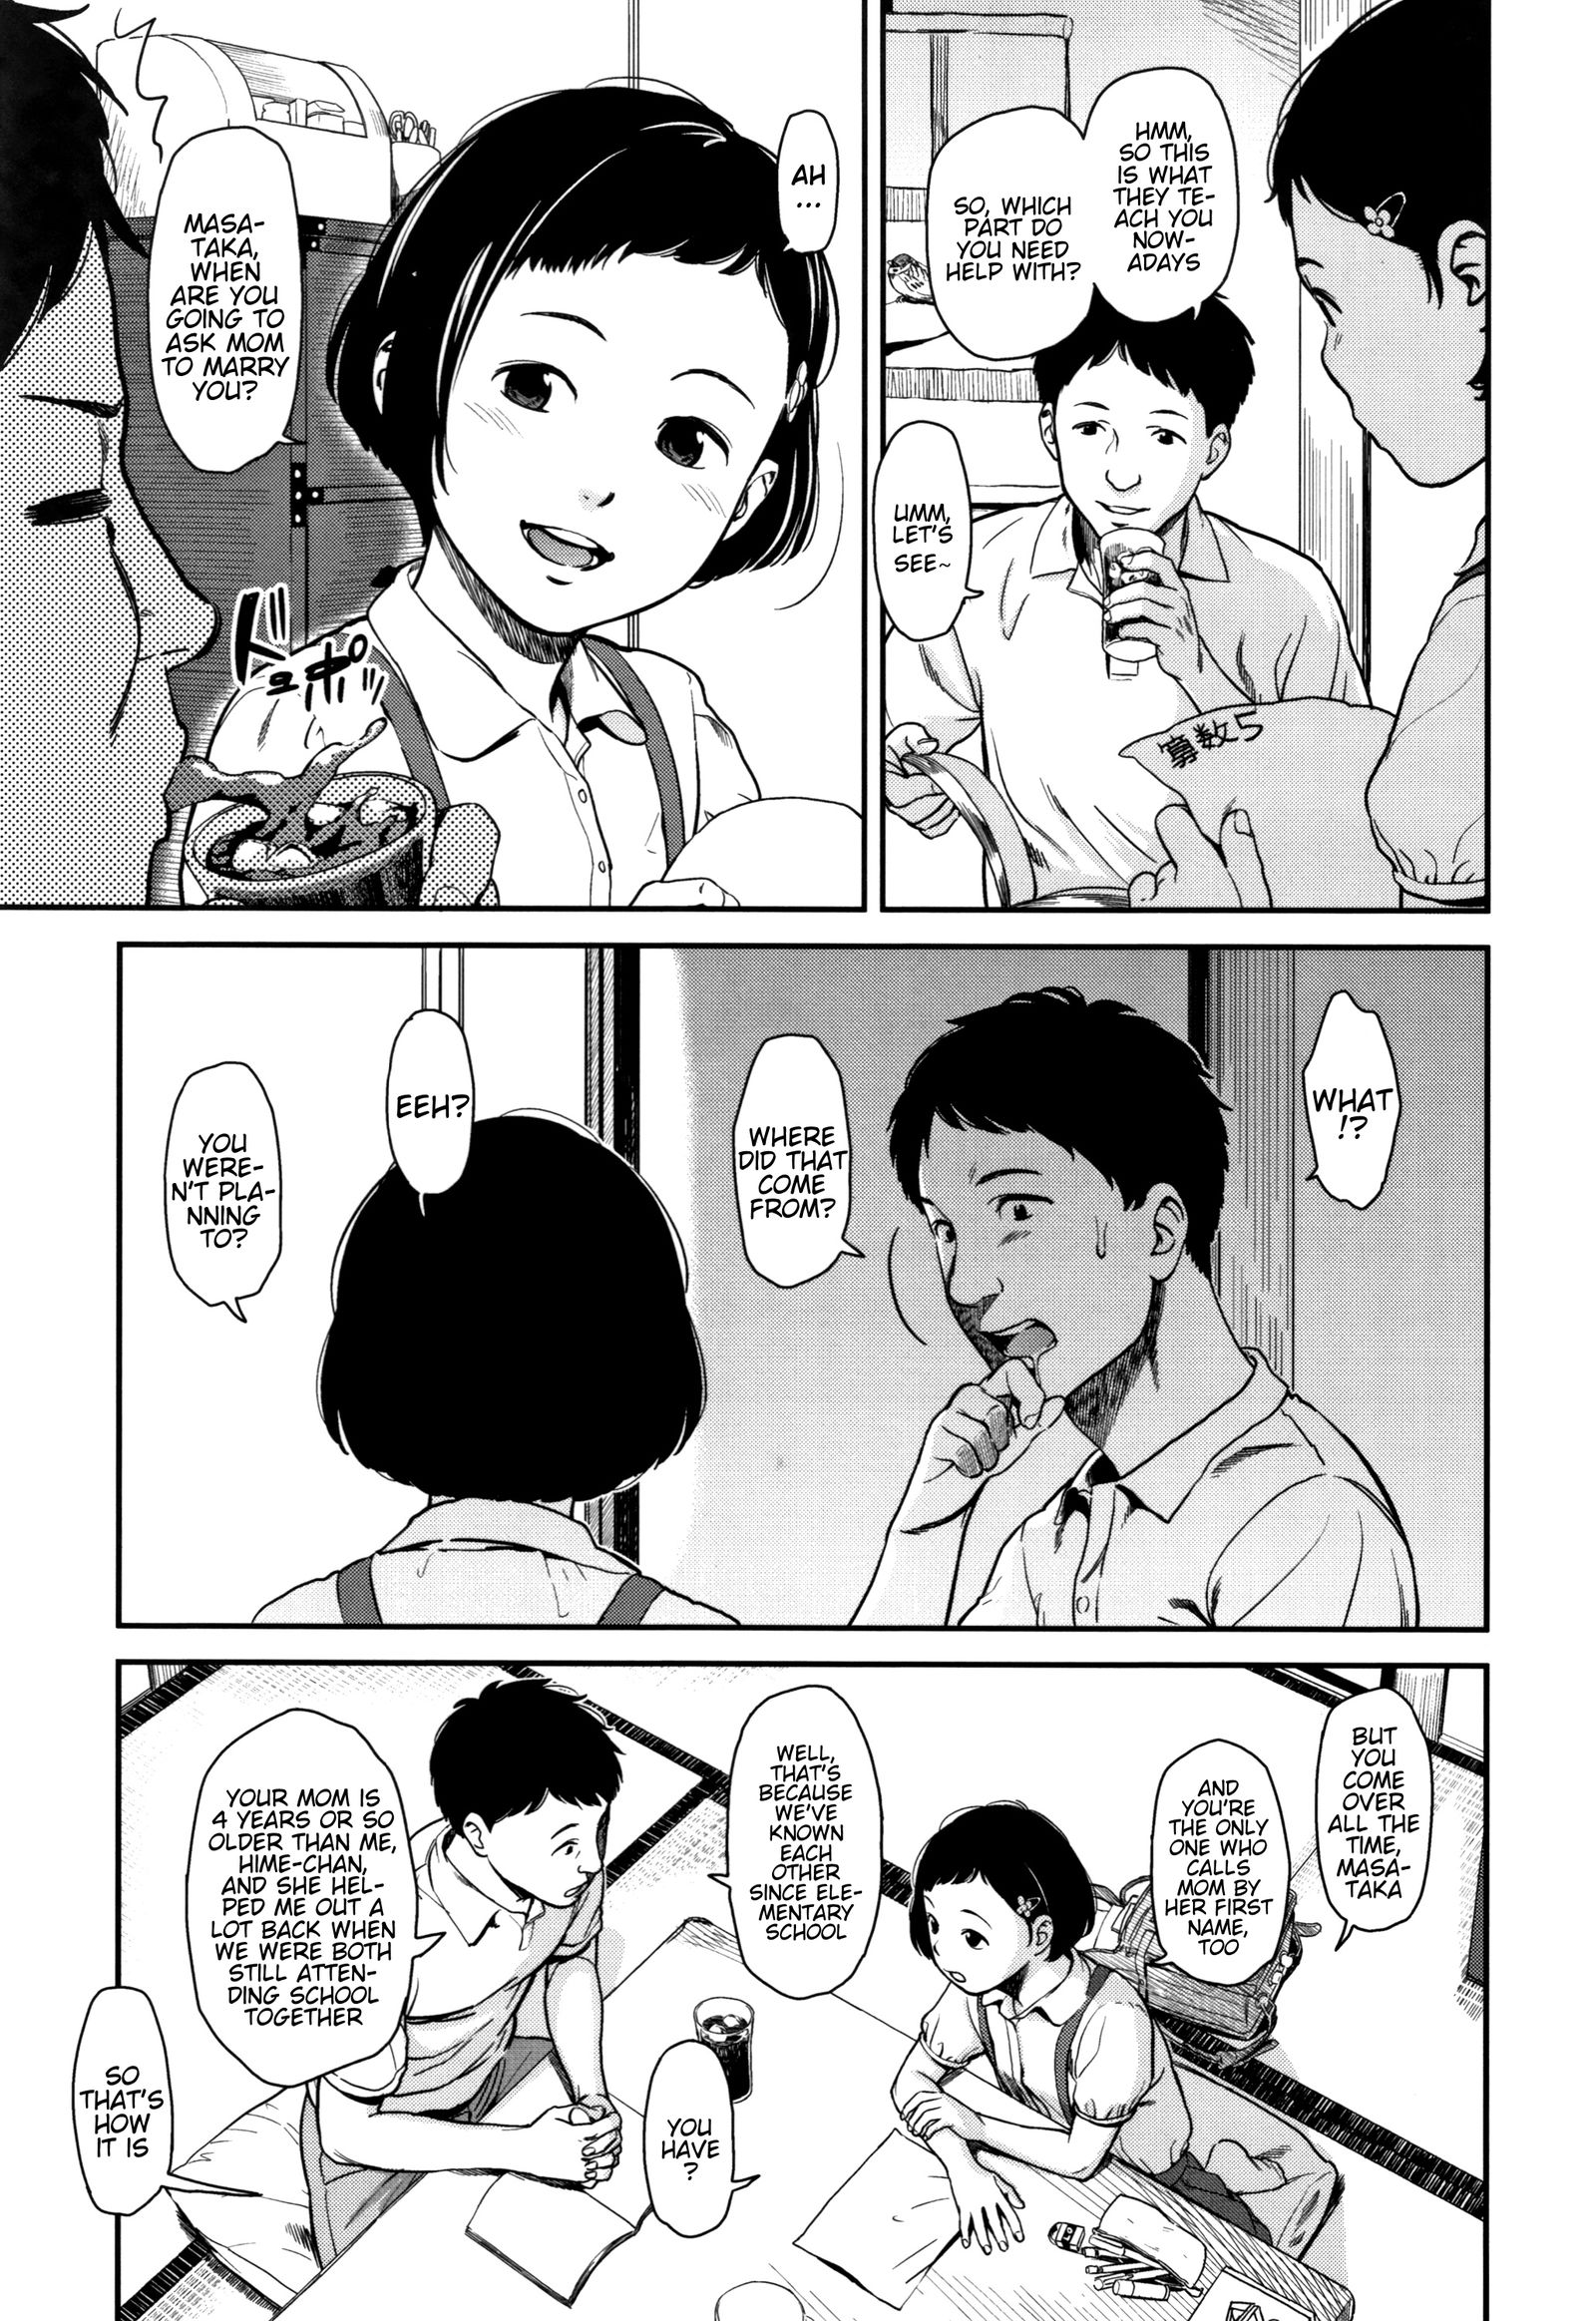 HMM,
SO THIS
IS WHAT
THEY TE-
ACH YOU
NOW-
ADAYS
SO, WHICH
PART DO
YOU NEED
HELP WITH?
UMM,
LET'S
SEE~
算数5
AH
...
MASA-
TAKA,
WHEN
ARE YOU
GOING TO
ASK MOM
TO MARRY
YOU?
ドポポッ
WHAT
!?
WHERE
DID THAT
COME
FROM?
EEH?
YOU
WERE-
N'T PLA-
NNING
TO?
BUT
YOU
COME
OVER
ALL THE
TIME,
MASA-
TAKA
AND
YOU'RE
THE ONLY
ONE WHO
CALLS
MOM BY
HER FIRST
NAME,
TOO
WELL,
THAT'S
BECAUSE
WE'VE
KNOWN
EACH
OTHER
SINCE ELE-
MENTARY
SCHOOL
YOU
HAVE
?
YOUR MOM IS
4 YEARS OR SO
OLDER THAN ME,
HIME-CHAN,
AND SHE HEL-
PED ME OUT A
LOT BACK WHEN
WE WERE BOTH
STILL ATTEN-
DING SCHOOL
TOGETHER
SO
THAT'S
HOW
IT IS